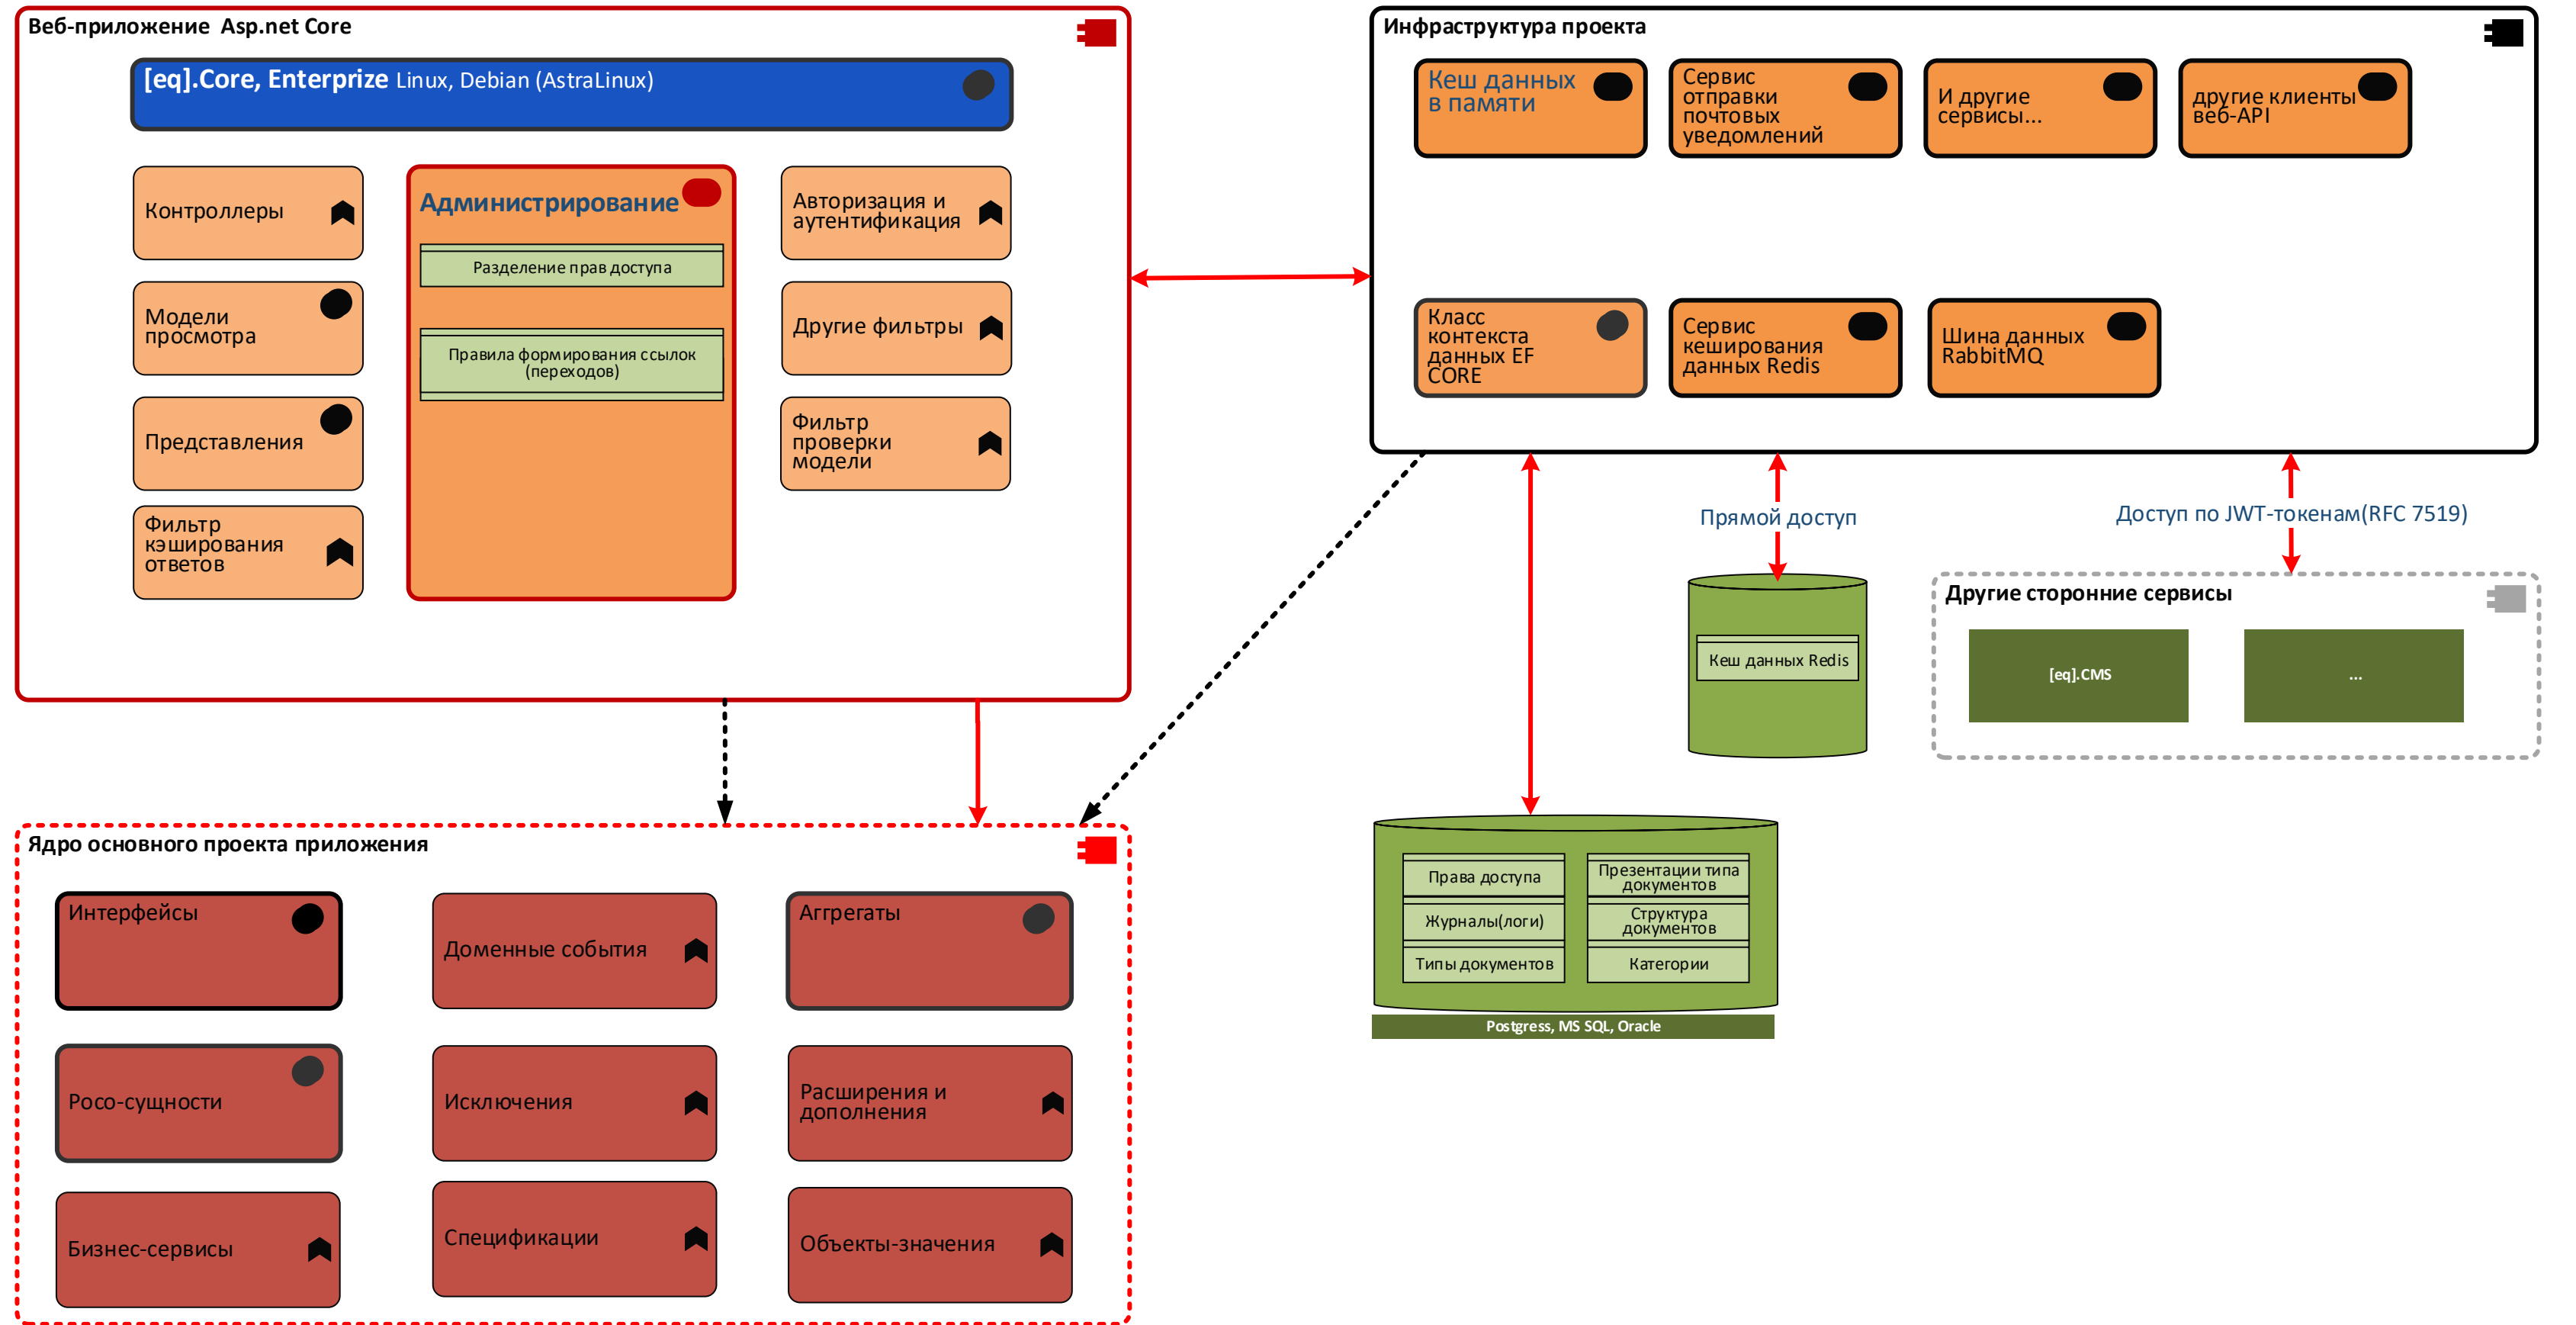 Веб-приложение Asp.net Core
[eq].Core, Enterprize Linux, Debian (AstraLinux)
Контроллеры
Модели
просмотра
Представления
Фильтр
кэширования
ответов
Администрирование
Разделение прав доступа
Правила формирования ссылок
(переходов)
Авторизация и
аутентификация
Другие фильтры
Фильтр
проверки
модели
Инфраструктура проекта
Кеш данных
в памяти
Сервис
отправки
почтовых
уведомлений
И другие
сервисы...
другие клиенты
веб-API
Класс
контекста
данных EF
CORE
Сервис
кеширования
данных Redis
Шина данных
RabbitMQ
Прямой доступ
Доступ по JWT-токенам(RFC 7519)
Кеш данных Redis
Другие сторонние сервисы
[eq].CMS
...
Ядро основного проекта приложения
Интерфейсы
Доменные события
Аггрегаты
Poco-сущности
Исключения
Расширения и
дополнения
Бизнес-сервисы
Спецификации
Объекты-значения
Права доступа
Журналы(логи)
Типы документов
Презентации типа
документов
Структура
документов
Категории
Postgress, MS SQL, Oracle